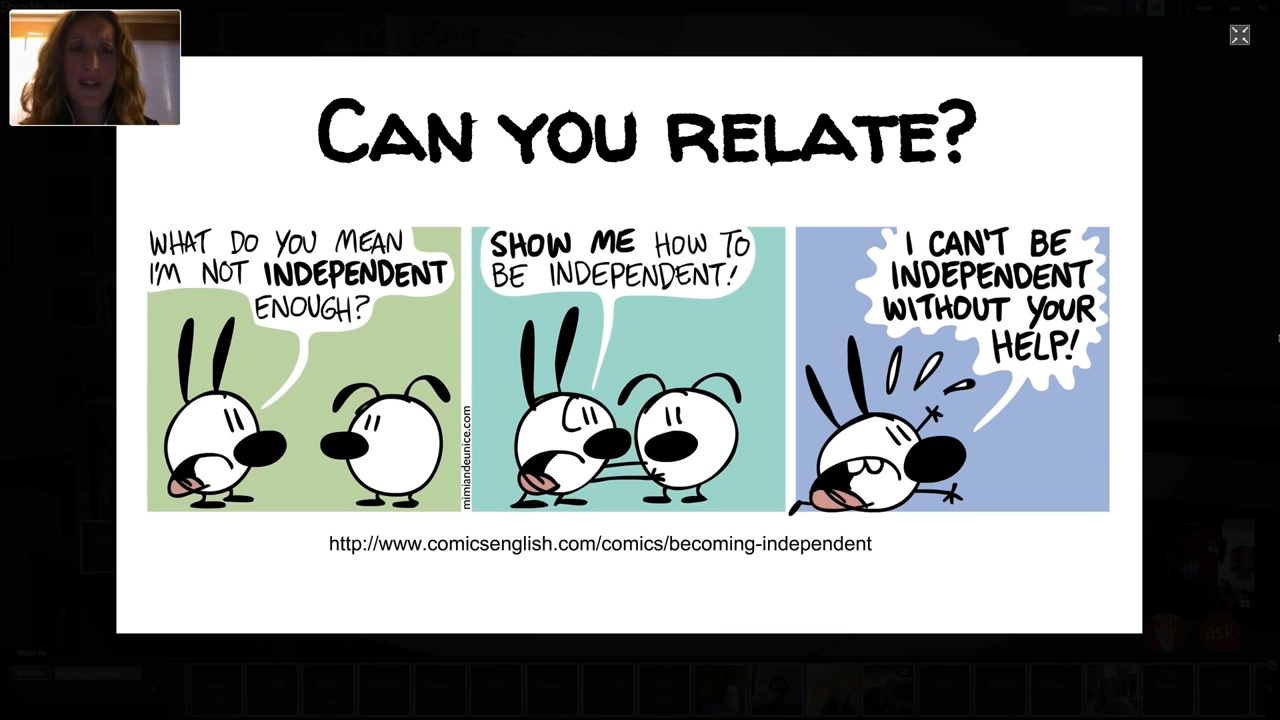 CAN YOU RELATE?
WHAT DO YOU MEAN
I'M NOT INDEPENDENT
ENOUGH?
mimiandeunice.com
SHOW ME HOW TO
BE INDEPENDENT!
I CAN'T BE
INDEPENDENT
WITHOUT YOUR
HELP!
http://www.comicsenglish.com/comics/becoming-independent
ask